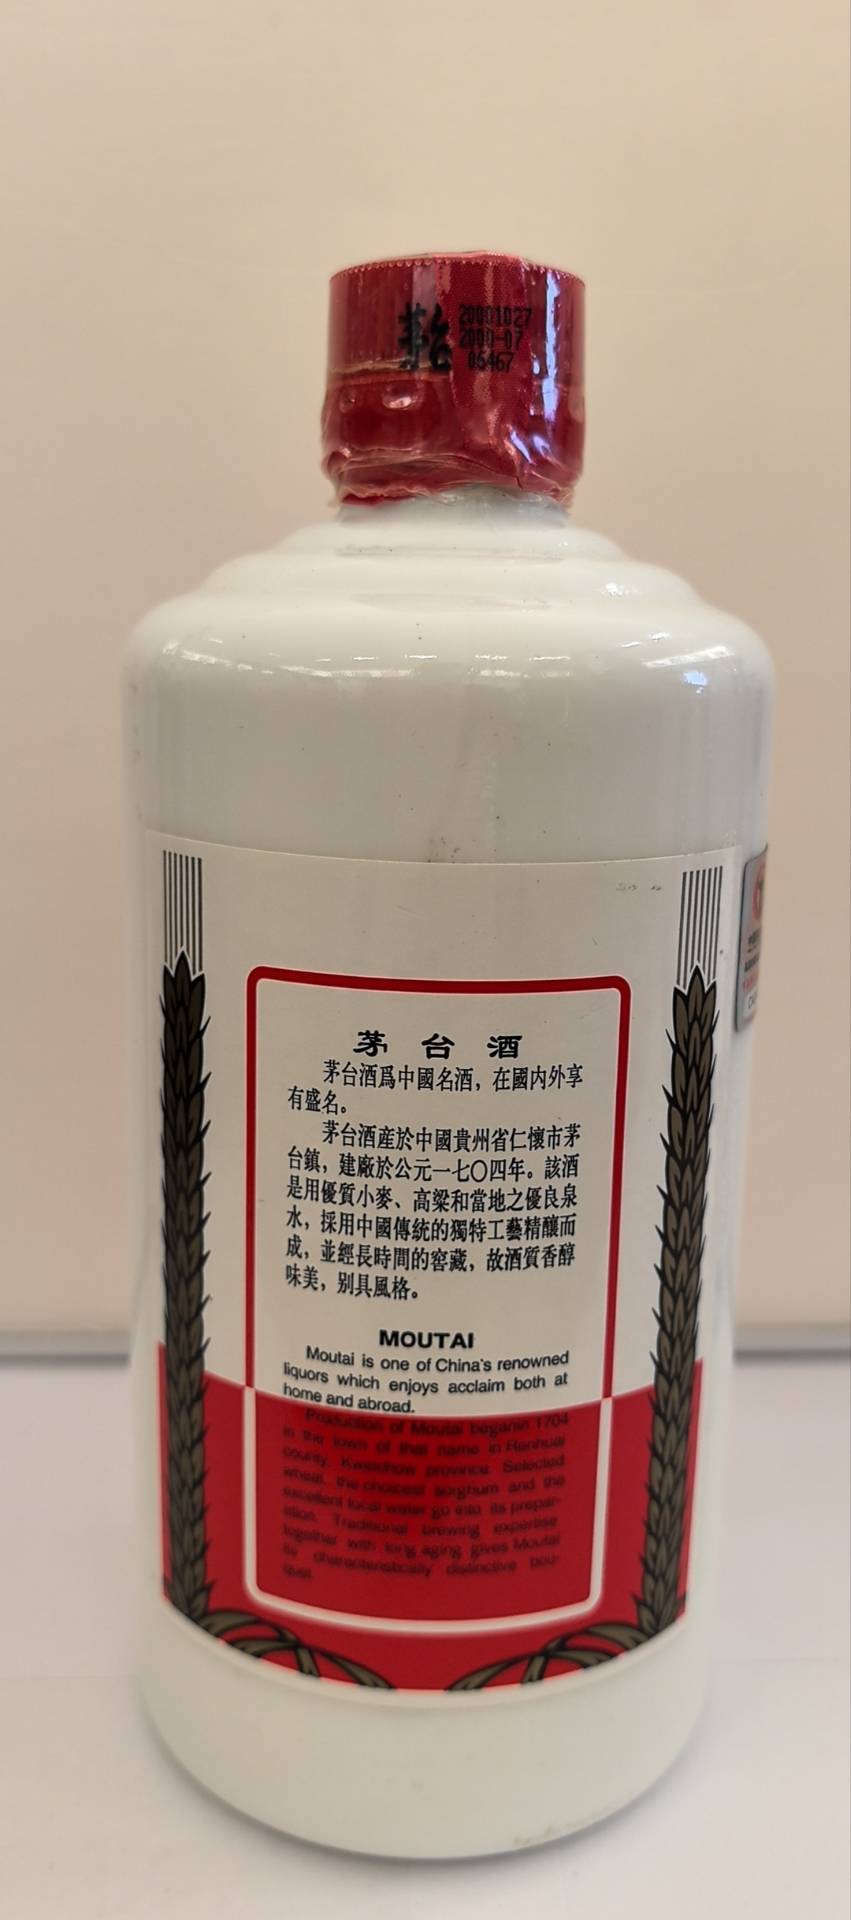 茅台
20001027
2000-07
06467
茅台酒
茅台酒爲中國名酒，在國内外享
有盛名。
茅台酒産於中國貴州省仁懷市茅
台鎮，建廠於公元一七〇四年。該酒
是用優質小麥、高粱和當地之優良泉
水，採用中國傳統的獨特工藝精釀而
成，並經長時間的窖藏，故酒質香醇
味美，别具風格。
MOUTAI
Moutai is one of China's renowned
liquors which enjoys acclaim both at
home and abroad.
Production of Moutai began in 1704
in the town of that name in Renhuai
county, Kweichow province. Selected
wheat, the choicest sorghum and the
excellent local water go into its prepar-
ation. Traditional brewing expertise
together with long aging gives Moutai
its characteristically distinctive bou-
quet.